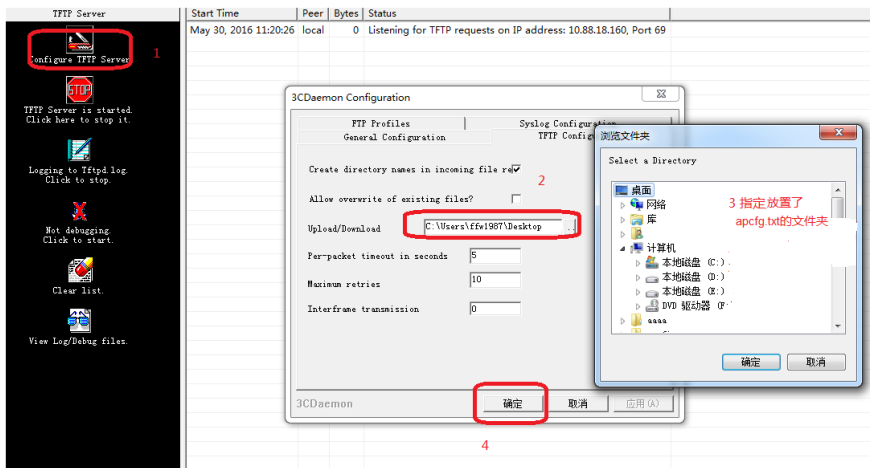 TFTP Server
Start Time Peer Bytes Status
May 30, 2016 11:20:26 local 0 Listening for TFTP requests on IP address: 10.88.18.160, Port 69
Configure TFTP Server
1
TFTP Server is started.
Click here to stop it.
Logging to Tftpd.log.
Click to stop.
Not debugging.
Click to start.
Clear list.
View Log/Debug files.
3CDaemon Configuration
FTP Profiles
Syslog Configuration
General Configuration
TFTP Config
Create directory names in incoming file re
2
Allow overwrite of existing files?
Upload/Download
C:\Users\ffw1987\Desktop
..
Per-packet timeout in seconds
5
Maximum retries
10
Interframe transmission
0
3CDaemon
确定
取消
应用(A)
4
浏览文件夹
Select a Directory
桌面
网络
库
计算机
本地磁盘 (C:)
本地磁盘 (D:)
本地磁盘 (E:)
DVD 驱动器 (F:
aaaa
3 指定放置了
apcfg.txt的文件夹
确定
取消